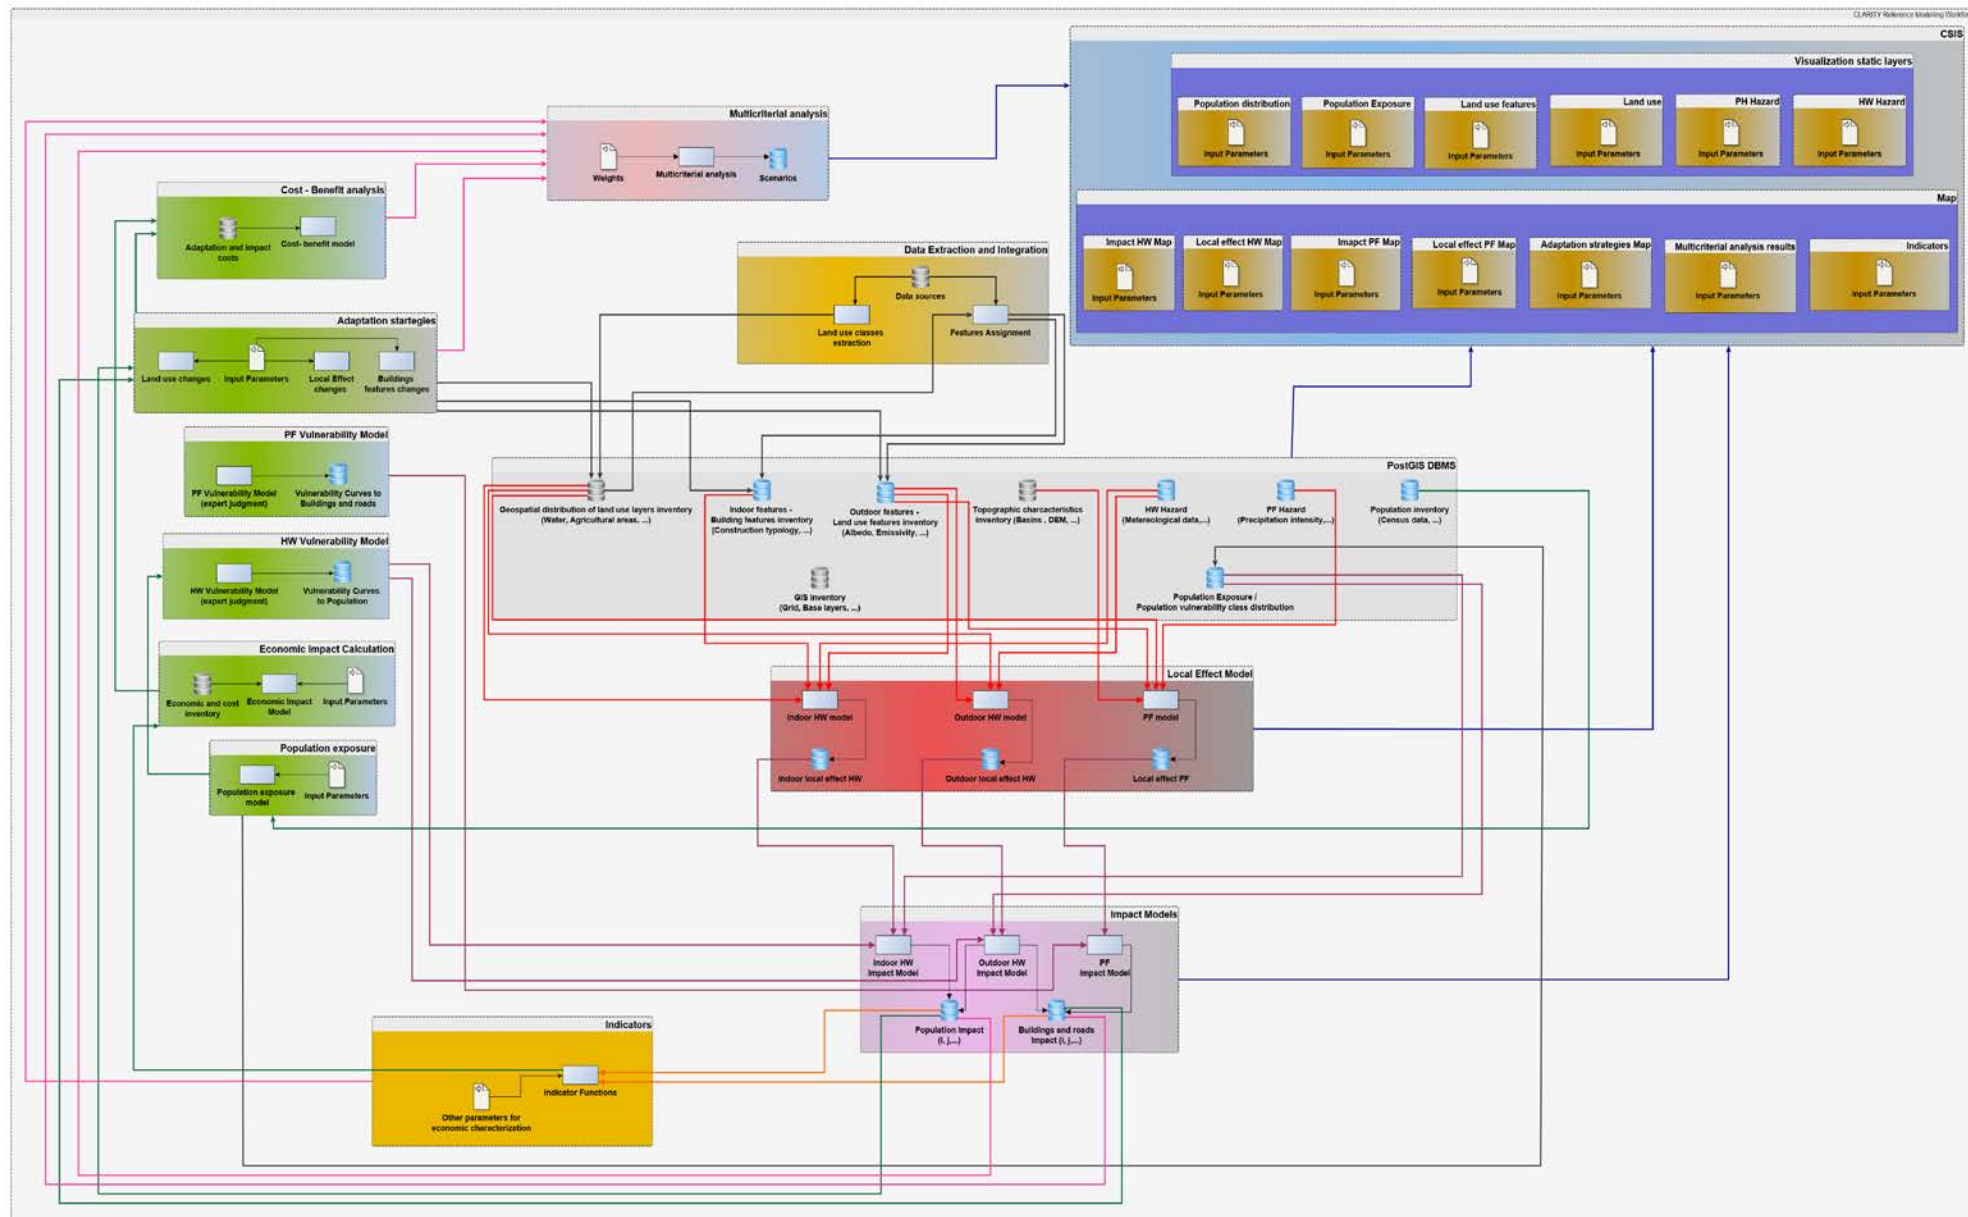 CLARITY Reference Modeling Workflow
CSIS
Visualization static layers
Population distribution
Input Parameters
Population Exposure
Input Parameters
Land use features
Input Parameters
Land use
Input Parameters
PH Hazard
Input Parameters
HW Hazard
Input Parameters
Map
Impact HW Map
Input Parameters
Local effect HW Map
Input Parameters
Imapct PF Map
Input Parameters
Local effect PF Map
Input Parameters
Adaptation strategies Map
Input Parameters
Multicriterial analysis results
Input Parameters
Indicators
Input Parameters
Multicriterial analysis
Weights
Multicriterial analysis
Scenarios
Cost - Benefit analysis
Adaptation and impact
costs
Cost- benefit model
Data Extraction and Integration
Data sources
Land use classes
extraction
Features Assignment
Adaptation startegies
Land use changes
Input Parameters
Local Effect
changes
Buildings
features changes
PF Vulnerability Model
PF Vulnerability Model
(expert judgment)
Vulnerability Curves to
Buildings and roads
HW Vulnerability Model
HW Vulnerability Model
(expert judgment)
Vulnerability Curves
to Population
PostGIS DBMS
Geospatial distribution of land use layers inventory
(Water, Agricultural areas, ...)
Indoor features -
Building features inventory
(Construction typology, ...)
Outdoor features -
Land use features inventory
(Albedo, Emissivity, ...)
Topographic charcacteristics
inventory (Basins . DEM, ...)
HW Hazard
(Metereological data,...)
PF Hazard
(Precipitation intensity,...)
Population inventory
(Census data, ...)
GIS inventory
(Grid, Base layers, ...)
Population Exposure /
Population vulnerability class distribution
Economic Impact Calculation
Economic and cost
inventory
Economic Impact
Model
Input Parameters
Population exposure
Population exposure
model
Input Parameters
Local Effect Model
Indoor HW model
Outdoor HW model
PF model
Indoor local effect HW
Outdoor local effect HW
Local effect PF
Impact Models
Indoor HW
Impact Model
Outdoor HW
Impact Model
PF
Impact Model
Population Impact
(i, j,...)
Buildings and roads
Impact (i, j,...)
Indicators
Indicator Functions
Other parameters for
economic characterization